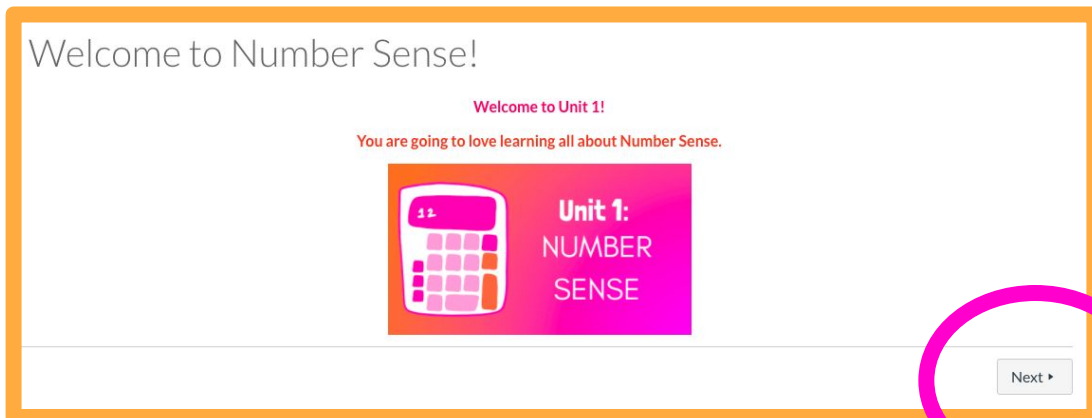 Welcome to Number Sense!
Welcome to Unit 1!
You are going to love learning all about Number Sense.
12
Unit 1:
NUMBER
SENSE
Next ▸